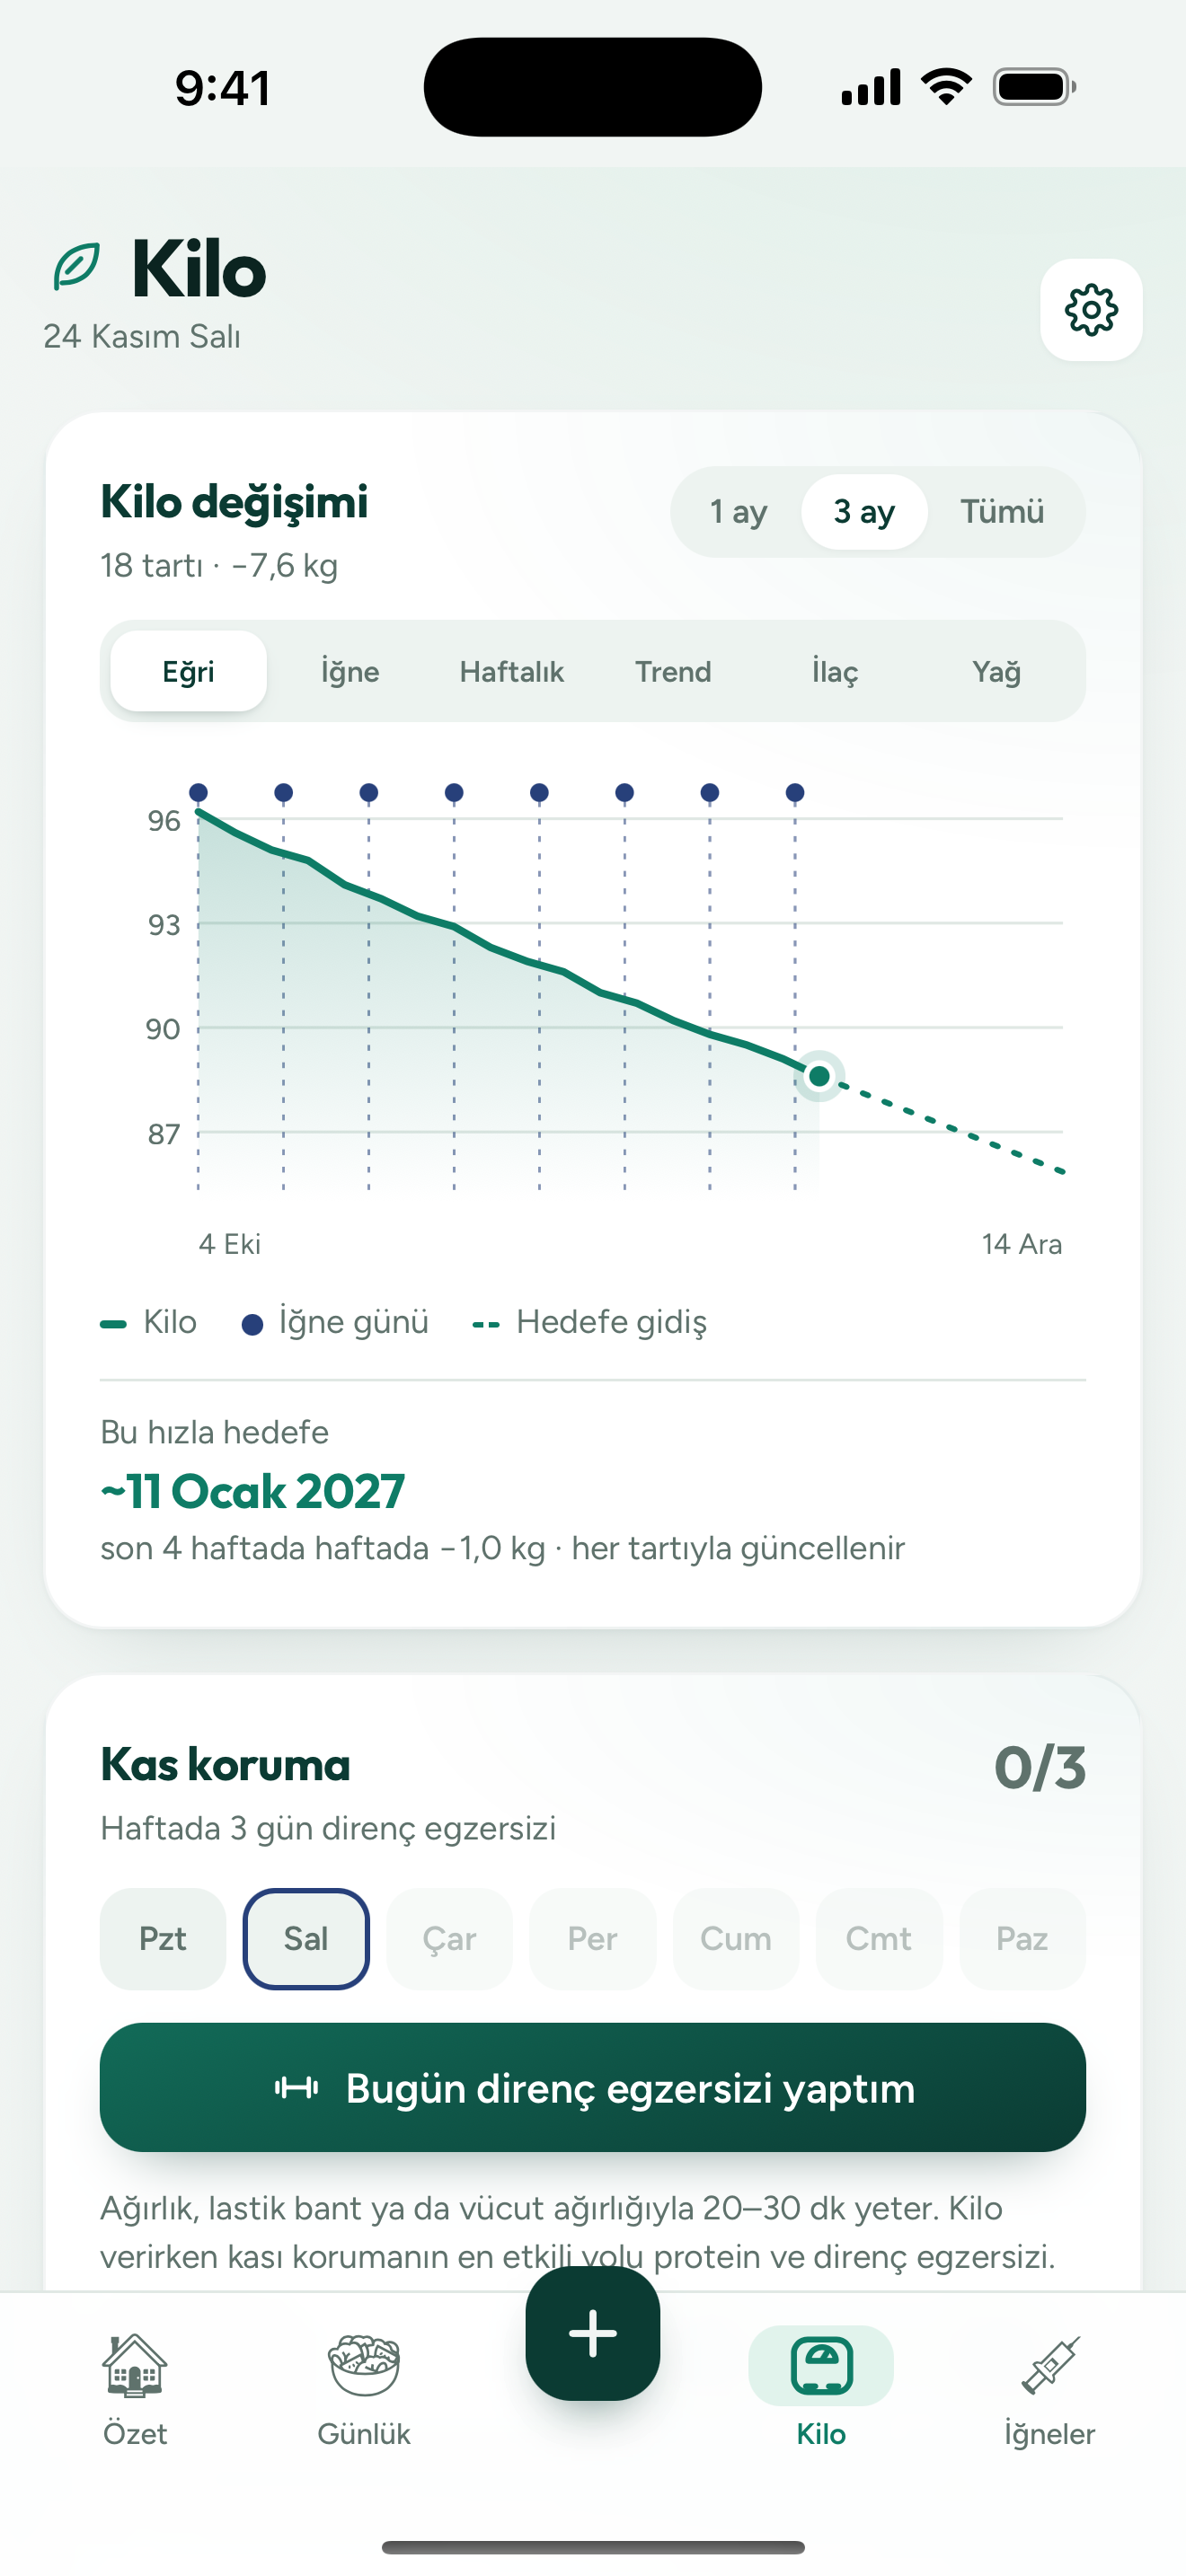 9:41
Kilo
24 Kasım Salı
Kilo değişimi
18 tartı · −7,6 kg
1 ay 3 ay Tümü
Eğri İğne Haftalık Trend İlaç Yağ
96
93
90
87
4 Eki 14 Ara
Kilo İğne günü Hedefe gidiş
Bu hızla hedefe
~11 Ocak 2027
son 4 haftada haftada −1,0 kg · her tartıyla güncellenir
Kas koruma
0/3
Haftada 3 gün direnç egzersizi
Pzt Sal Çar Per Cum Cmt Paz
Bugün direnç egzersizi yaptım
Ağırlık, lastik bant ya da vücut ağırlığıyla 20–30 dk yeter. Kilo
verirken kası korumanın en etkili yolu protein ve direnç egzersizi.
Özet Günlük Kilo İğneler